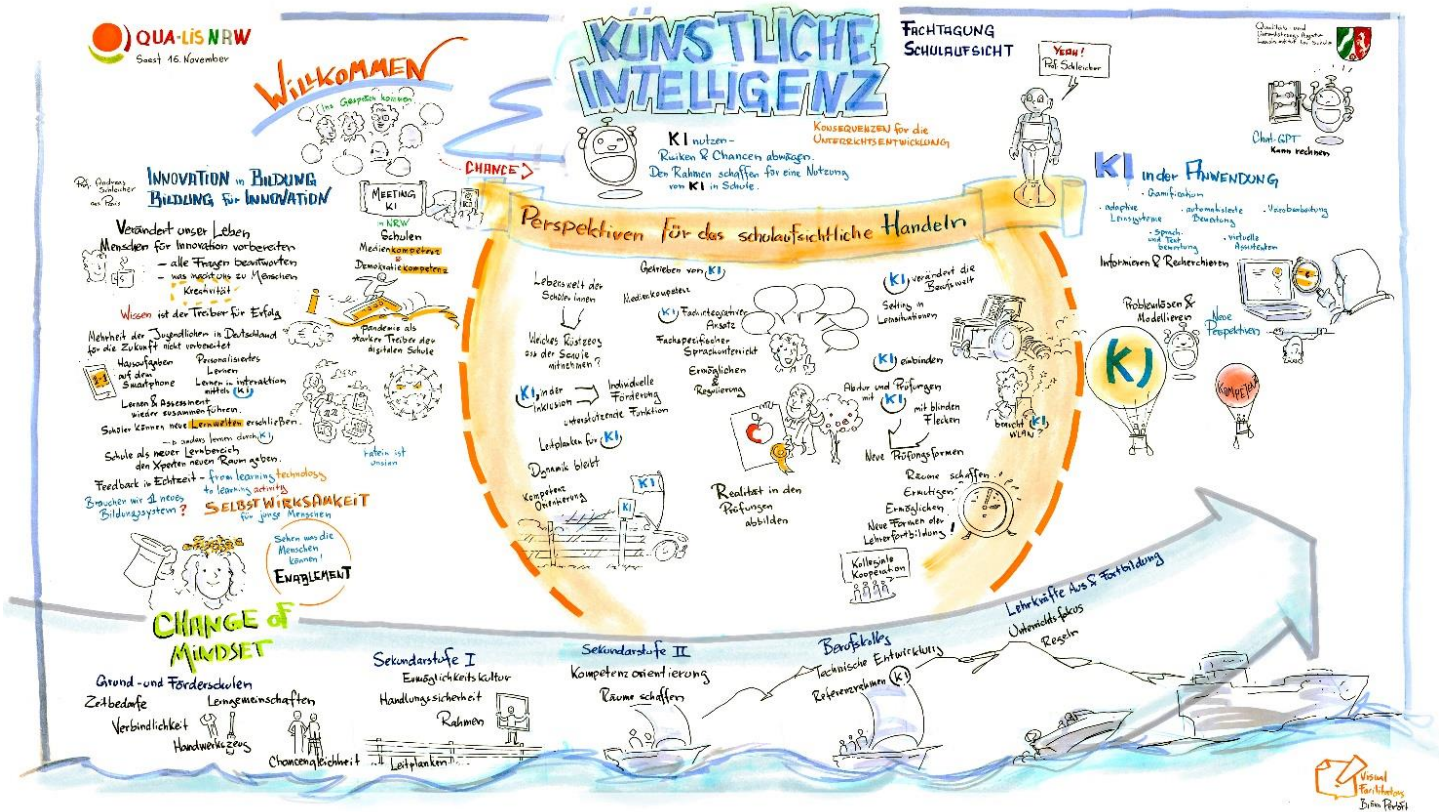 QUA-LiS NRW
Soest 16. November
WILLKOMMEN
Ins Gespräch kommen
KÜNSTLICHE
INTELLIGENZ
FACHTAGUNG
SCHULAUFSICHT
YEAH!
Prof. Schleicher
Chat-GPT
kann rechnen
KI nutzen-
Risiken & Chancen abwägen.
Den Rahmen schaffen für eine Nutzung
von KI in Schule.
KONSEQUENZEN für die
UNTERRICHTSENTWICKLUNG
CHANCE
Prof. Andreas
Schleicher
aus Paris
INNOVATION in BILDUNG
BILDUNG für INNOVATION
Verändert unser Leben
Menschen für Innovation vorbereiten
- alle Fragen beantworten
- was macht uns zu Menschen
Kreativität
Wissen ist der Treiber für Erfolg
Mehrheit der Jugendlichen in Deutschland
für die Zukunft nicht vorbereitet
Hausaufgaben
auf dem
Smartphone
Personalisiertes
Lernen
Lernen in interaktion
mittels KI
Lernen & Assessment
wieder zusammenführen.
Schüler können neue Lernwelten erschließen.
anders lernen durch KI
Schule als neuer Lernbereich
den Xperten neuen Raum geben.
Feedback in Echtzeit - from learning technology
to learning activity
Brauchen wir 1 neues
Bildungssystem?
SELBSTWIRKSAMKEIT
für junge Menschen
Sehen was die
Menschen
können!
ENABLEMENT
MEETING
KI
in NRW
Schulen
Medienkompetenz
Demokratiekompetenz
Pandemie als
starker Treiber der
digitalen Schule
Latein ist
unsinn
Perspektiven für das schulaufsichtliche Handeln
Lebenswelt der
Schüler innen
Welches Rüstzeug
aus der Schule
mitnehmen?
KI in der
Inklusion
Individuelle
Förderung
unterstützende Funktion
Leitplanken für KI
Dynamik bleibt
Kompetenz
Orientierung
KI
KI
Getrieben von KI
Medienkompetenz
KI Fachintegrativer
Ansatz
Fachspezifischer
Sprachunterricht
Ermöglichen
&
Regulierung
Realität in den
Prüfungen
abbilden
KI verändert die
Berufswelt
Setting in
Lernsituationen
KI einbinden
Abitur und Prüfungen
mit KI
mit blinden
Flecken
Neue Prüfungsformen
braucht KI
WLAN?
Räume schaffen
Ermutigen
Ermöglichen
Neue Formen der
Lehrerfortbildung!
Kollegiale
Kooperation
KI in der ANWENDUNG
- Gamification
- adaptive
Lernsysteme
- automatisierte
Bewertung
- Sprach-
und Text
bewertung
- virtuelle
Assistenten
Informieren & Recherchieren
Problemlösen &
Modellieren
Neue
Perspektiven
KI
KOMPETENZ
CHANGE of
MINDSET
Grund- und Förderschulen
Zeitbedarfe
Lerngemeinschaften
Verbindlichkeit
Handwerkszeug
Chancengleichheit
Sekundarstufe I
Ermöglichkeitskultur
Handlungssicherheit
Rahmen
Leitplanken
Sekundarstufe II
Kompetenzorientierung
Räume schaffen
Berufskolleg
Technische Entwicklung
Referenzrahmen KI
Lehrkräfte Aus & Fortbildung
Unterrichtsfokus
Regeln
Visual
Facilitators